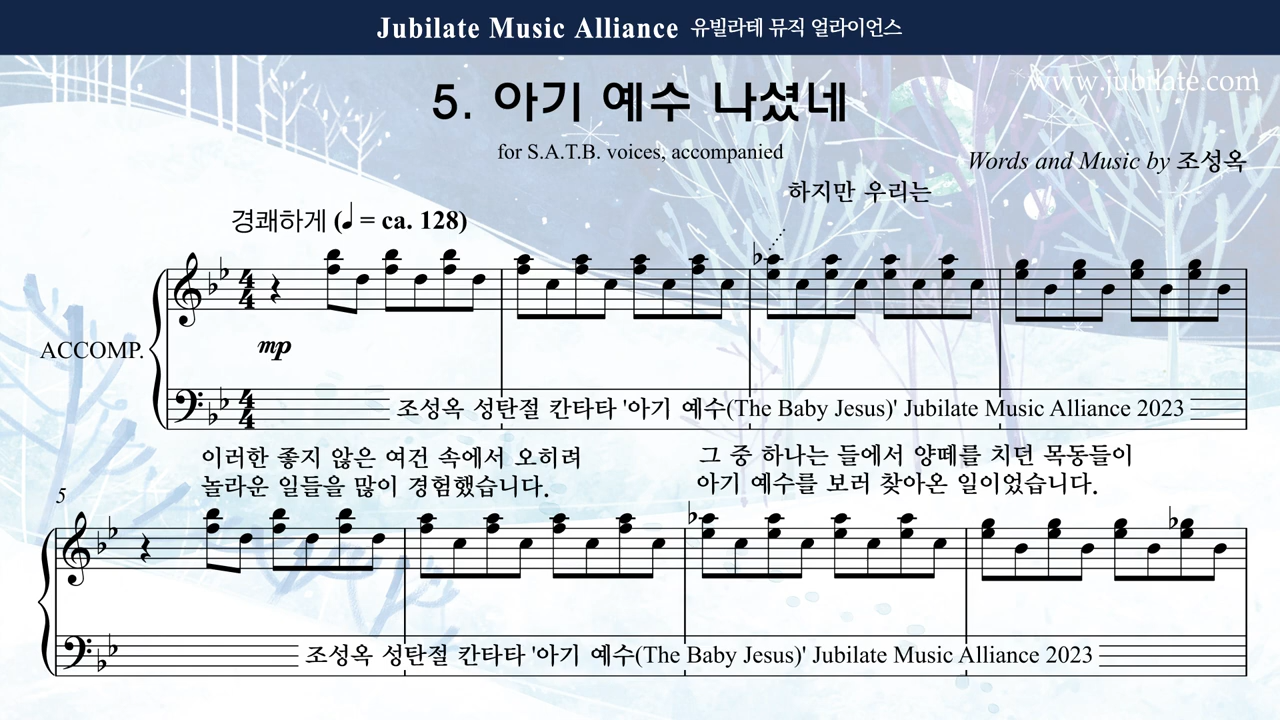 Jubilate Music Alliance 유빌라테 뮤직 얼라이언스
www.jubilate.com
5. 아기 예수 나셨네
for S.A.T.B. voices, accompanied
Words and Music by 조성옥
하지만 우리는
경쾌하게 (♩ = ca. 128)
ACCOMP.
mp
조성옥 성탄절 칸타타 '아기 예수(The Baby Jesus)' Jubilate Music Alliance 2023
이러한 좋지 않은 여건 속에서 오히려
놀라운 일들을 많이 경험했습니다.
그 중 하나는 들에서 양떼를 치던 목동들이
아기 예수를 보러 찾아온 일이었습니다.
5
조성옥 성탄절 칸타타 '아기 예수(The Baby Jesus)' Jubilate Music Alliance 2023